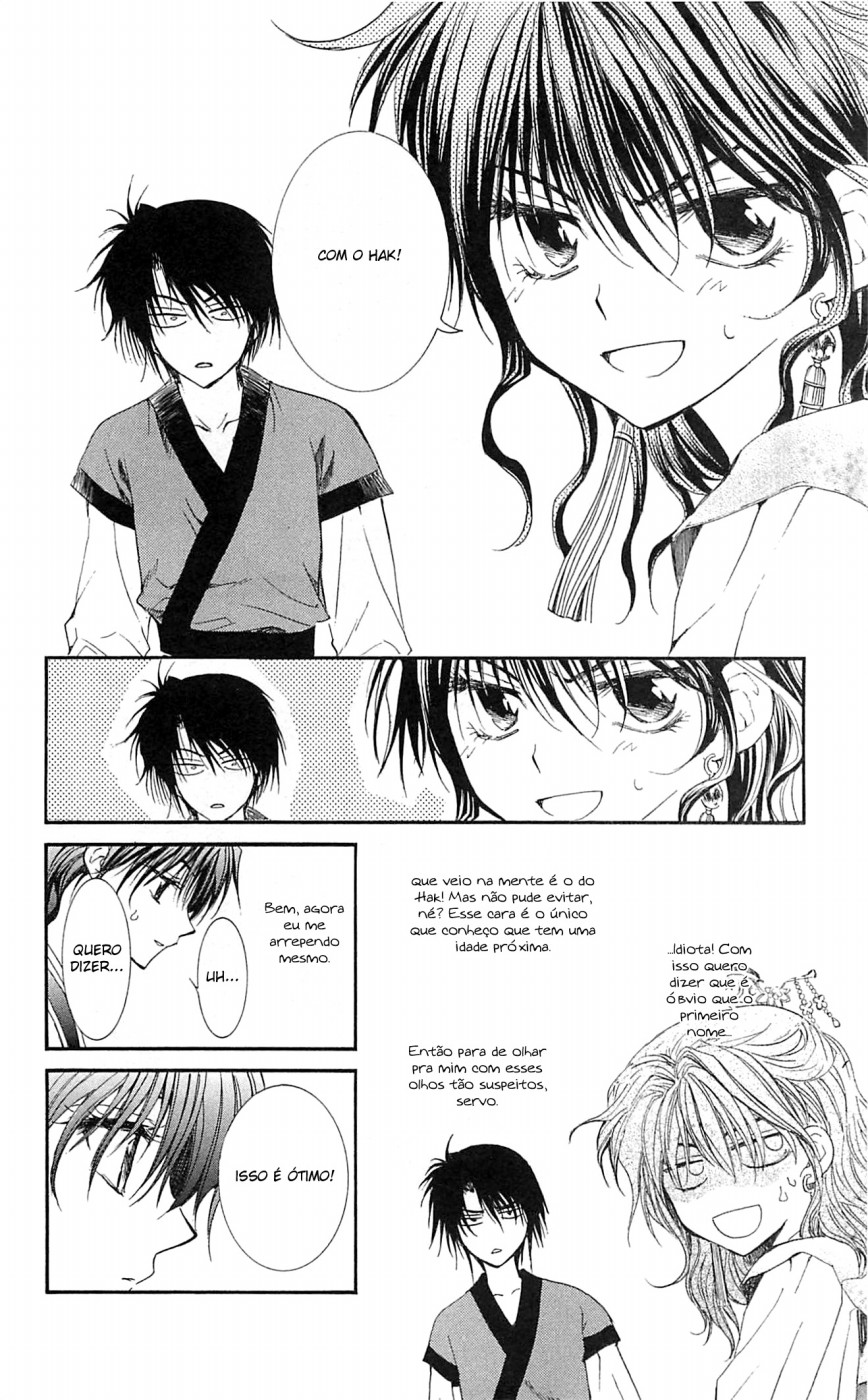 COM O HAK!
...Idiota! Com
isso quero
dizer que é
óbvio que o
primeiro
nome
que veio na mente é o do
Hak! Mas não pude evitar,
né? Esse cara é o único
que conheço que tem uma
idade próxima.
Então para de olhar
pra mim com esses
olhos tão suspeitos,
servo.
Bem, agora
eu me
arrependo
mesmo.
UH...
QUERO
DIZER...
ISSO É ÓTIMO!